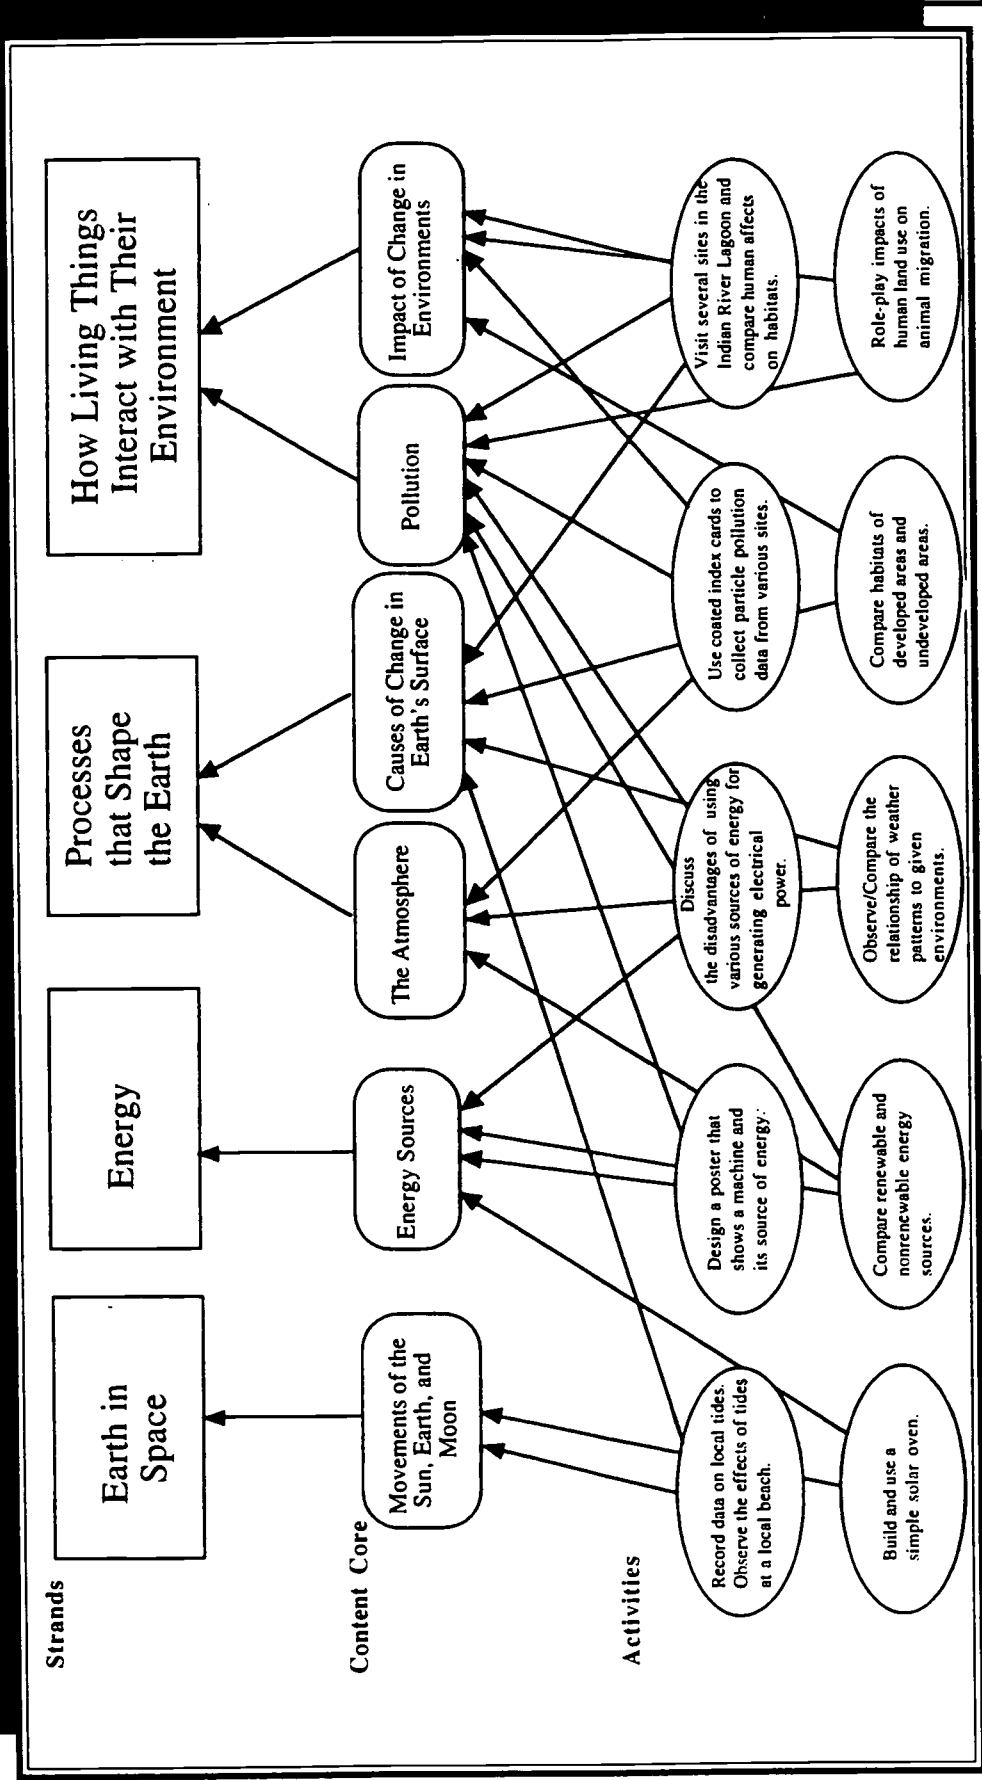 Strands
Earth in
Space
Energy
Processes
that Shape
the Earth
How Living Things
Interact with Their
Environment
Content Core
Movements of the
Sun, Earth, and
Moon
Energy Sources
The Atmosphere
Causes of Change in
Earth's Surface
Pollution
Impact of Change in
Environments
Activities
Record data on local tides.
Observe the effects of tides
at a local beach.
Design a poster that
shows a machine and
its source of energy.
Discuss
the disadvantages of using
various sources of energy for
generating electrical
power.
Use coated index cards to
collect particle pollution
data from various sites.
Visit several sites in the
Indian River Lagoon and
compare human affects
on habitats.
Build and use a
simple solar oven.
Compare renewable and
nonrenewable energy
sources.
Observe/Compare the
relationship of weather
patterns to given
environments.
Compare habitats of
developed areas and
undeveloped areas.
Role-play impacts of
human land use on
animal migration.